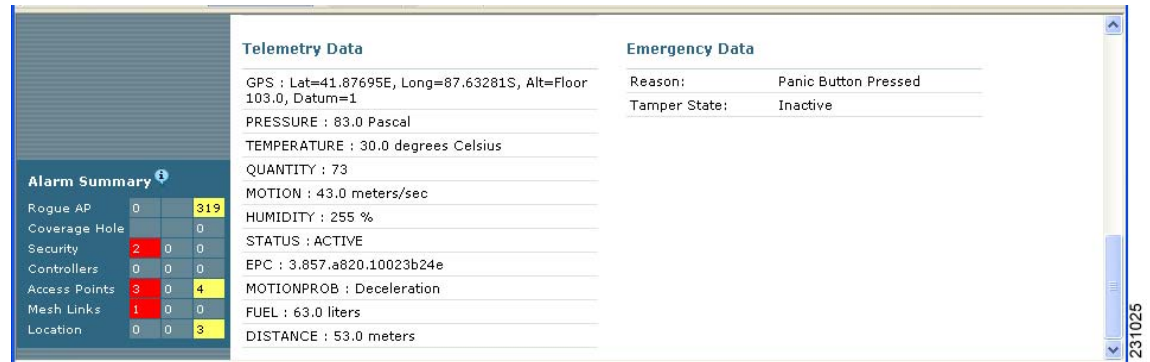 Telemetry Data
GPS : Lat=41.87695E, Long=87.63281S, Alt=Floor
103.0, Datum=1
PRESSURE : 83.0 Pascal
TEMPERATURE : 30.0 degrees Celsius
QUANTITY : 73
MOTION : 43.0 meters/sec
HUMIDITY : 255 %
STATUS : ACTIVE
EPC : 3.857.a820.10023b24e
MOTIONPROB : Deceleration
FUEL : 63.0 liters
DISTANCE : 53.0 meters
Emergency Data
Reason: Panic Button Pressed
Tamper State: Inactive
Alarm Summary
Rogue AP 0 319
Coverage Hole 0
Security 2 0 0
Controllers 0 0 0
Access Points 3 0 4
Mesh Links 1 0 0
Location 0 0 3
231025